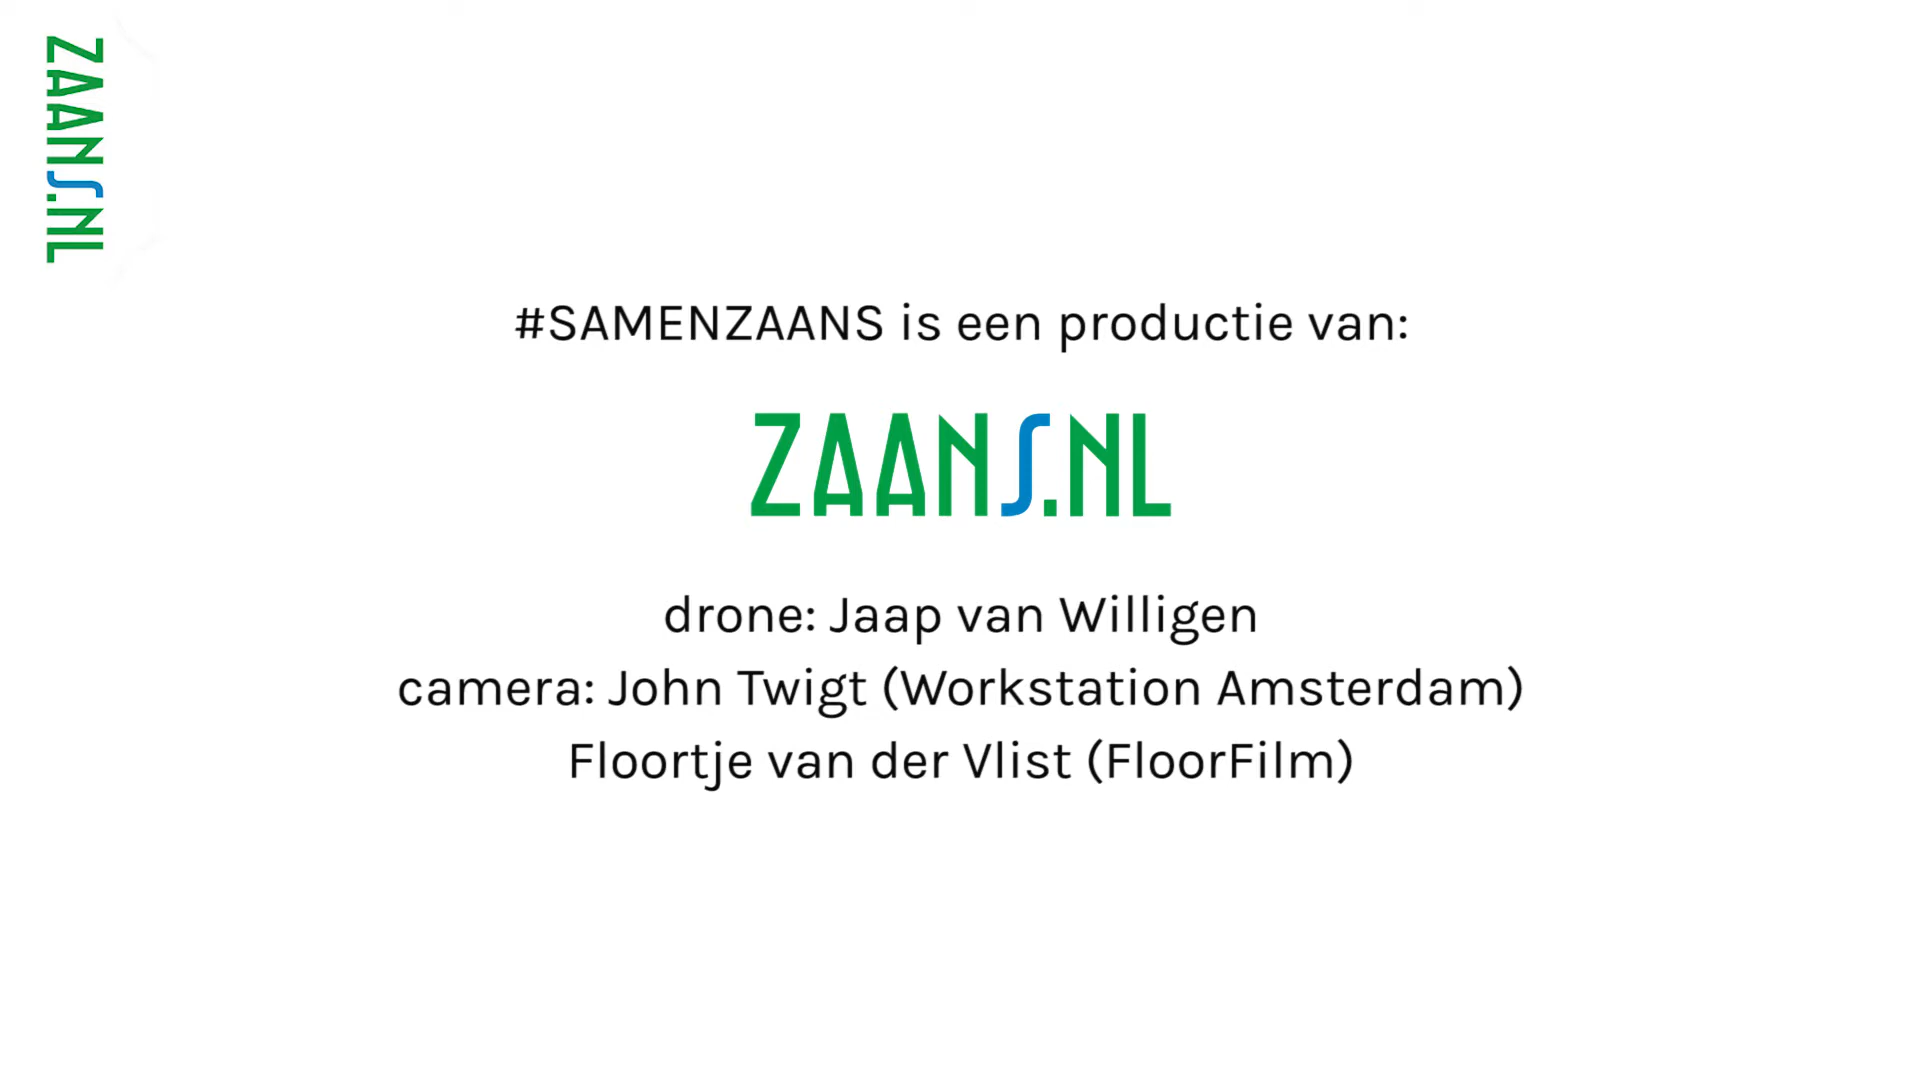 ZAANS.NL
#SAMENZAANS is een productie van:
ZAANS.NL
drone: Jaap van Willigen
camera: John Twigt (Workstation Amsterdam)
Floortje van der Vlist (FloorFilm)